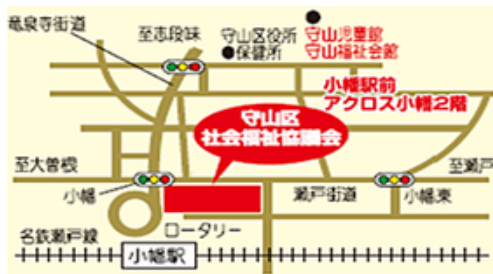 竜泉寺街道
至志段味
守山区役所
●保健所
守山児童館
守山福祉会館
小幡駅前
アクロス小幡2階
守山区
社会福祉協議会
至大曽根
至瀬戸
小幡
瀬戸街道
小幡東
ロータリー
名鉄瀬戸線
小幡駅